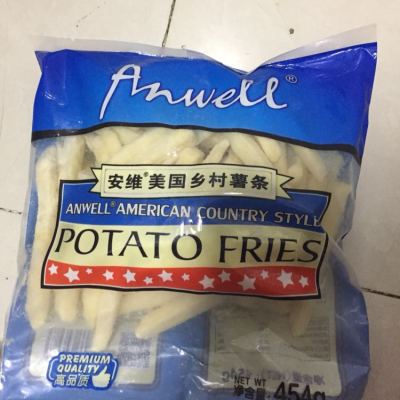 Anwell®
安维®美国乡村薯条
ANWELL® AMERICAN COUNTRY STYLE
POTATO FRIES
PREMIUM
QUALITY
高品质
NET WT
净含量: 454g